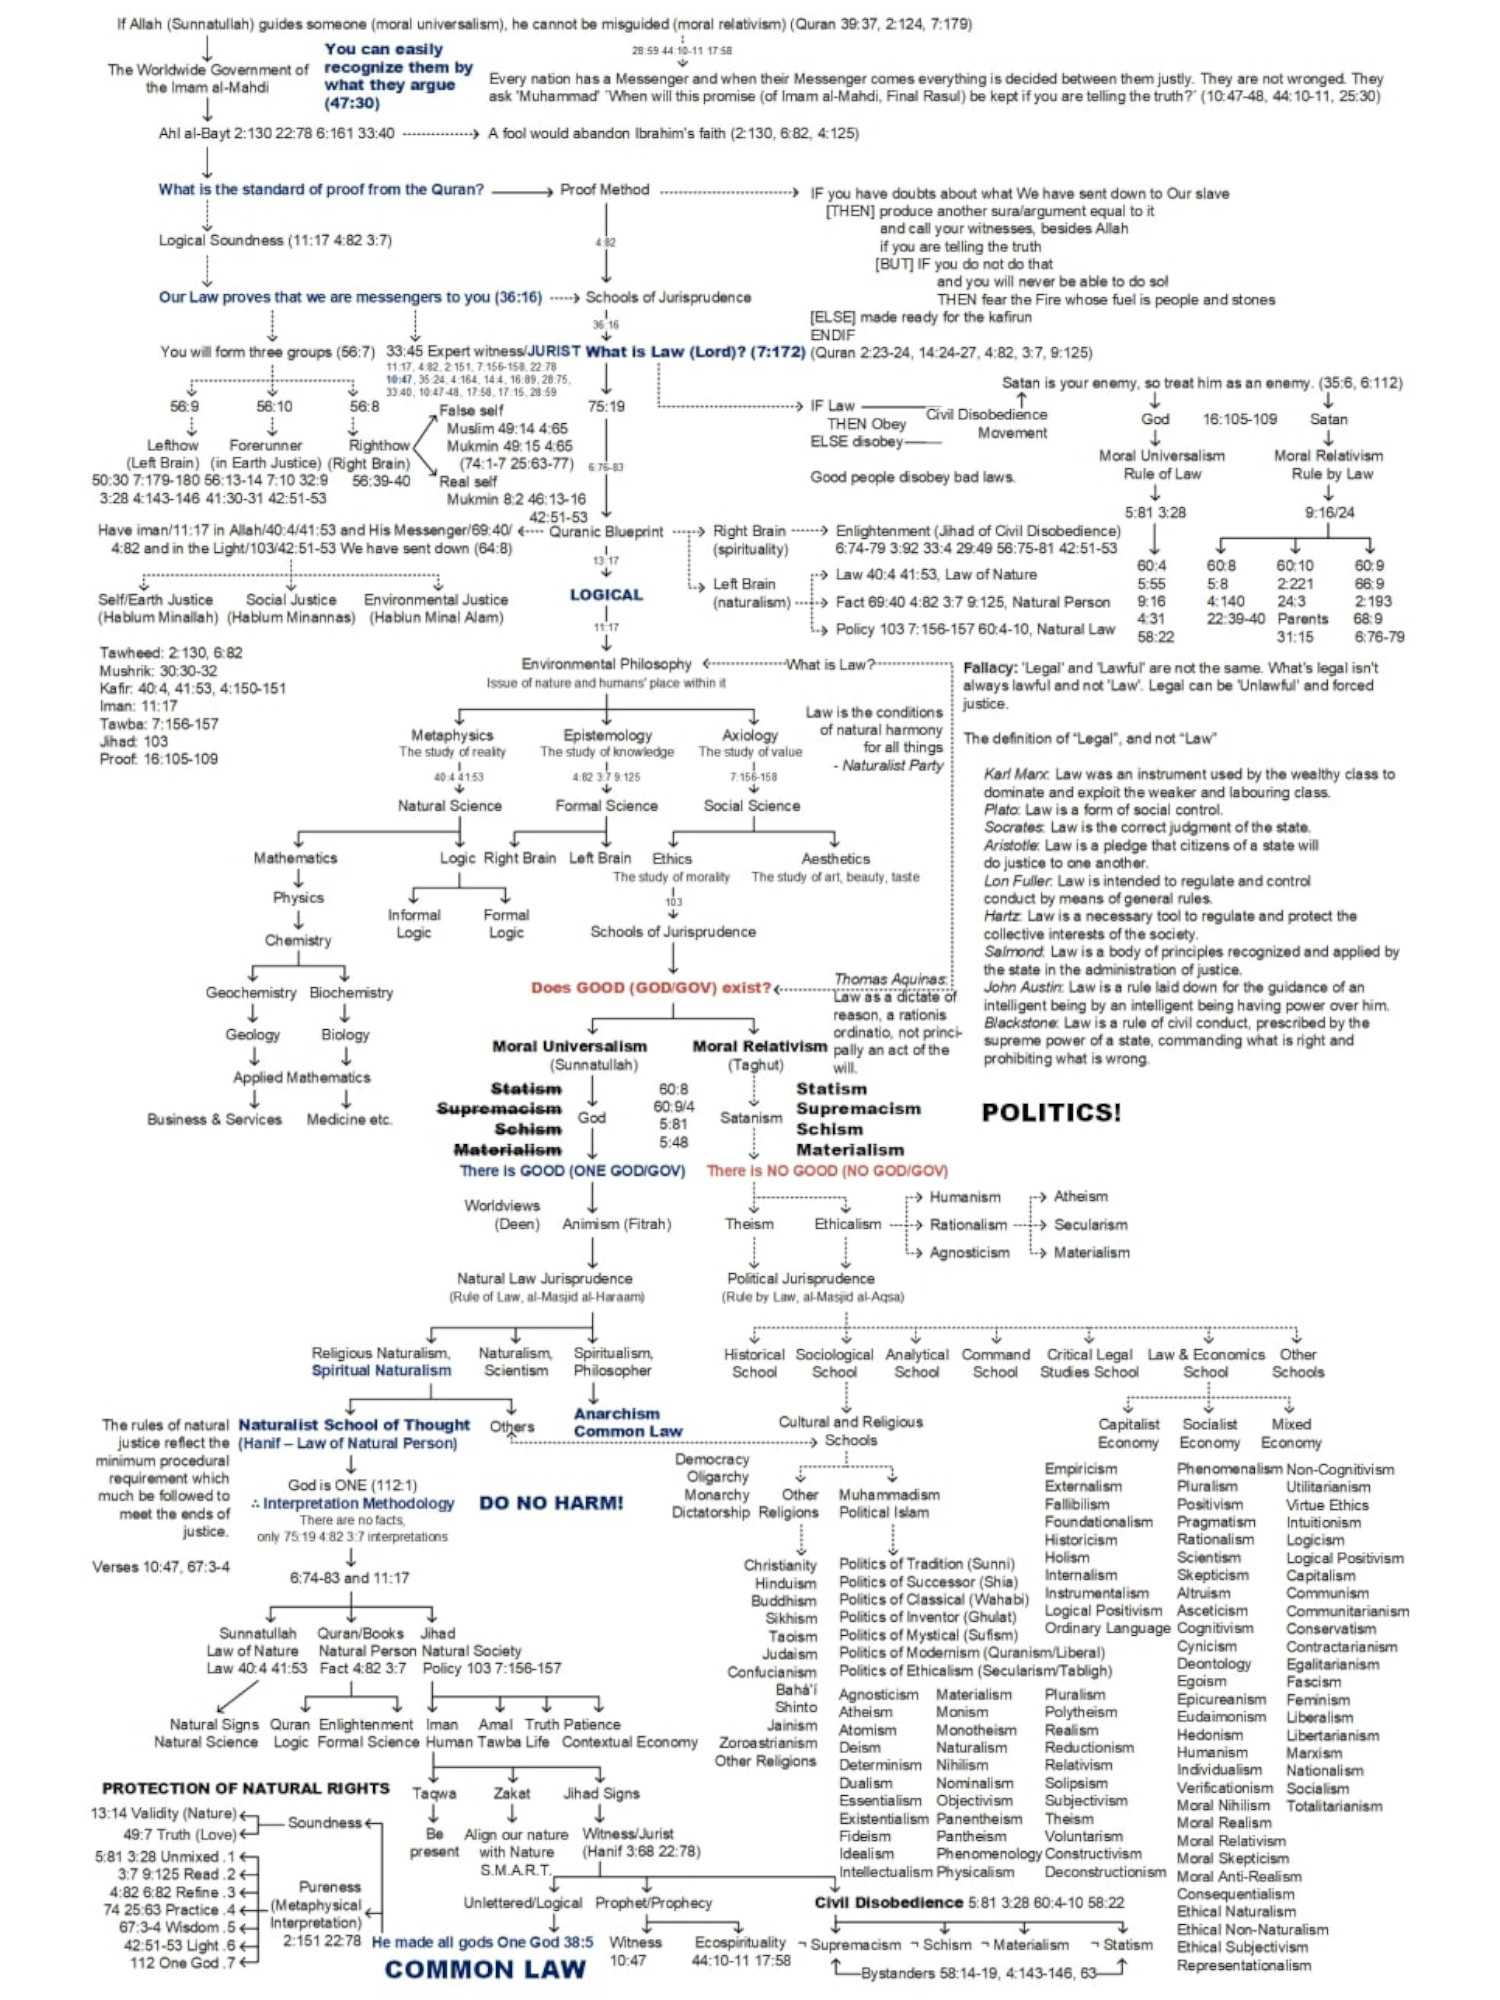 If Allah (Sunnatullah) guides someone (moral universalism), he cannot be misguided (moral relativism) (Quran 39:37, 2:124, 7:179)
28:59 44:10-11 17:58
You can easily
recognize them by
what they argue
(47:30)
The Worldwide Government of
the Imam al-Mahdi
Every nation has a Messenger and when their Messenger comes everything is decided between them justly. They are not wronged. They
ask 'Muhammad' 'When will this promise (of Imam al-Mahdi, Final Rasul) be kept if you are telling the truth?' (10:47-48, 44:10-11, 25:30)
Ahl al-Bayt 2:130 22:78 6:161 33:40
A fool would abandon Ibrahim's faith (2:130, 6:82, 4:125)
What is the standard of proof from the Quran?
Proof Method
IF you have doubts about what We have sent down to Our slave
[THEN] produce another sura/argument equal to it
and call your witnesses, besides Allah
if you are telling the truth
[BUT] IF you do not do that
and you will never be able to do so!
THEN fear the Fire whose fuel is people and stones
[ELSE] made ready for the kafirun
ENDIF
(Quran 2:23-24, 14:24-27, 4:82, 3:7, 9:125)
Logical Soundness (11:17 4:82 3:7)
4:82
Our Law proves that we are messengers to you (36:16)
Schools of Jurisprudence
36:16
You will form three groups (56:7)
33:45 Expert witness/JURIST
11:17, 4:82, 2:151, 7:156-158, 22:78
10:47, 35:24, 4:164, 14:4, 16:89, 28:75,
33:40, 10:47-48, 17:58, 17:15, 28:59
What is Law (Lord)? (7:172)
56:9
56:10
56:8
Lefthow
(Left Brain)
50:30 7:179-180
3:28 4:143-146
Forerunner
(in Earth Justice)
56:13-14 7:10 32:9
41:30-31 42:51-53
Righthow
(Right Brain)
56:39-40
False self
Muslim 49:14 4:65
Mukmin 49:15 4:65
(74:1-7 25:63-77)
Real self
Mukmin 8:2 46:13-16
42:51-53
75:19
6:76-83
IF Law
THEN Obey
ELSE disobey
Civil Disobedience
Movement
Good people disobey bad laws.
Satan is your enemy, so treat him as an enemy. (35:6, 6:112)
God
16:105-109
Satan
Moral Universalism
Rule of Law
Moral Relativism
Rule by Law
5:81 3:28
9:16/24
60:4
5:55
9:16
4:31
58:22
60:8
5:8
4:140
22:39-40
60:10
2:221
24:3
Parents
31:15
60:9
66:9
2:193
68:9
6:76-79
Have iman/11:17 in Allah/40:4/41:53 and His Messenger/69:40/
4:82 and in the Light/103/42:51-53 We have sent down (64:8)
Quranic Blueprint
Right Brain
(spirituality)
Enlightenment (Jihad of Civil Disobedience)
6:74-79 3:92 33:4 29:49 56:75-81 42:51-53
Left Brain
(naturalism)
Law 40:4 41:53, Law of Nature
Fact 69:40 4:82 3:7 9:125, Natural Person
Policy 103 7:156-157 60:4-10, Natural Law
13:17
LOGICAL
11:17
Self/Earth Justice
(Hablum Minallah)
Social Justice
(Hablum Minannas)
Environmental Justice
(Hablun Minal Alam)
Tawheed: 2:130, 6:82
Mushrik: 30:30-32
Kafir: 40:4, 41:53, 4:150-151
Iman: 11:17
Tawba: 7:156-157
Jihad: 103
Proof: 16:105-109
Environmental Philosophy
Issue of nature and humans' place within it
What is Law?
Fallacy: 'Legal' and 'Lawful' are not the same. What's legal isn't
always lawful and not 'Law'. Legal can be 'Unlawful' and forced
justice.
Law is the conditions
of natural harmony
for all things
- Naturalist Party
The definition of "Legal", and not "Law"
Karl Marx: Law was an instrument used by the wealthy class to
dominate and exploit the weaker and labouring class.
Plato: Law is a form of social control.
Socrates: Law is the correct judgment of the state.
Aristotle: Law is a pledge that citizens of a state will
do justice to one another.
Lon Fuller: Law is intended to regulate and control
conduct by means of general rules.
Hartz: Law is a necessary tool to regulate and protect the
collective interests of the society.
Salmond: Law is a body of principles recognized and applied by
the state in the administration of justice.
John Austin: Law is a rule laid down for the guidance of an
intelligent being by an intelligent being having power over him.
Blackstone: Law is a rule of civil conduct, prescribed by the
supreme power of a state, commanding what is right and
prohibiting what is wrong.
Metaphysics
The study of reality
40:4 41:53
Natural Science
Epistemology
The study of knowledge
4:82 3:7 9:125
Formal Science
Axiology
The study of value
7:156-158
Social Science
Mathematics
Logic
Right Brain
Left Brain
Ethics
The study of morality
Aesthetics
The study of art, beauty, taste
Physics
Informal
Logic
Formal
Logic
103
Schools of Jurisprudence
Chemistry
Geochemistry
Biochemistry
Geology
Biology
Applied Mathematics
Business & Services
Medicine etc.
Does GOOD (GOD/GOV) exist?
Thomas Aquinas:
Law as a dictate of
reason, a rationis
ordinatio, not princi-
pally an act of the
will.
Moral Universalism
(Sunnatullah)
Moral Relativism
(Taghut)
Statism
Supremacism
Schism
Materialism
God
60:8
60:9/4
5:81
5:48
Satanism
Statism
Supremacism
Schism
Materialism
POLITICS!
There is GOOD (ONE GOD/GOV)
There is NO GOOD (NO GOD/GOV)
Worldviews
(Deen)
Animism (Fitrah)
Theism
Ethicalism
Humanism
Rationalism
Agnosticism
Atheism
Secularism
Materialism
Natural Law Jurisprudence
(Rule of Law, al-Masjid al-Haraam)
Political Jurisprudence
(Rule by Law, al-Masjid al-Aqsa)
Religious Naturalism,
Spiritual Naturalism
Naturalism,
Scientism
Spiritualism,
Philosopher
Historical
School
Sociological
School
Analytical
School
Command
School
Critical Legal
Studies School
Law & Economics
School
Other
Schools
The rules of natural
justice reflect the
minimum procedural
requirement which
much be followed to
meet the ends of
justice.
Verses 10:47, 67:3-4
Naturalist School of Thought
(Hanif – Law of Natural Person)
Others
Anarchism
Common Law
Cultural and Religious
Schools
Capitalist
Economy
Socialist
Economy
Mixed
Economy
God is ONE (112:1)
∴ Interpretation Methodology
There are no facts,
only 75:19 4:82 3:7 interpretations
DO NO HARM!
Democracy
Oligarchy
Monarchy
Dictatorship
Other
Religions
Muhammadism
Political Islam
6:74-83 and 11:17
Christianity
Hinduism
Buddhism
Sikhism
Taoism
Judaism
Confucianism
Bahá'í
Shinto
Jainism
Zoroastrianism
Other Religions
Politics of Tradition (Sunni)
Politics of Successor (Shia)
Politics of Classical (Wahabi)
Politics of Inventor (Ghulat)
Politics of Mystical (Sufism)
Politics of Modernism (Quranism/Liberal)
Politics of Ethicalism (Secularism/Tabligh)
Agnosticism
Atheism
Atomism
Deism
Determinism
Dualism
Essentialism
Existentialism
Fideism
Idealism
Intellectualism
Materialism
Monism
Monotheism
Naturalism
Nihilism
Nominalism
Objectivism
Panentheism
Pantheism
Phenomenology
Physicalism
Pluralism
Polytheism
Realism
Reductionism
Relativism
Solipsism
Subjectivism
Theism
Voluntarism
Constructivism
Deconstructionism
Empiricism
Externalism
Fallibilism
Foundationalism
Historicism
Holism
Internalism
Instrumentalism
Logical Positivism
Ordinary Language
Phenomenalism
Pluralism
Positivism
Pragmatism
Rationalism
Scientism
Skepticism
Altruism
Asceticism
Cognitivism
Cynicism
Deontology
Egoism
Epicureanism
Eudaimonism
Hedonism
Humanism
Individualism
Verificationism
Moral Nihilism
Moral Realism
Moral Relativism
Moral Skepticism
Moral Anti-Realism
Consequentialism
Ethical Naturalism
Ethical Non-Naturalism
Ethical Subjectivism
Representationalism
Non-Cognitivism
Utilitarianism
Virtue Ethics
Intuitionism
Logicism
Logical Positivism
Capitalism
Communism
Communitarianism
Conservatism
Contractarianism
Egalitarianism
Fascism
Feminism
Liberalism
Libertarianism
Marxism
Nationalism
Socialism
Totalitarianism
Sunnatullah
Law of Nature
Law 40:4 41:53
Quran/Books
Natural Person
Fact 4:82 3:7
Jihad
Natural Society
Policy 103 7:156-157
Natural Signs
Natural Science
Quran
Logic
Enlightenment
Formal Science
Iman
Human
Amal
Tawba
Truth
Life
Patience
Contextual Economy
PROTECTION OF NATURAL RIGHTS
13:14 Validity (Nature)
49:7 Truth (Love)
Soundness
5:81 3:28 Unmixed .1
3:7 9:125 Read .2
4:82 6:82 Refine .3
74 25:63 Practice .4
67:3-4 Wisdom .5
42:51-53 Light .6
112 One God .7
Pureness
(Metaphysical
Interpretation)
2:151 22:78
Taqwa
Zakat
Jihad Signs
Be
present
Align our nature
with Nature
S.M.A.R.T.
Witness/Jurist
(Hanif 3:68 22:78)
Unlettered/Logical
Prophet/Prophecy
Civil Disobedience 5:81 3:28 60:4-10 58:22
He made all gods One God 38:5
COMMON LAW
Witness
10:47
Ecospirituality
44:10-11 17:58
¬ Supremacism
¬ Schism
¬ Materialism
¬ Statism
Bystanders 58:14-19, 4:143-146, 63